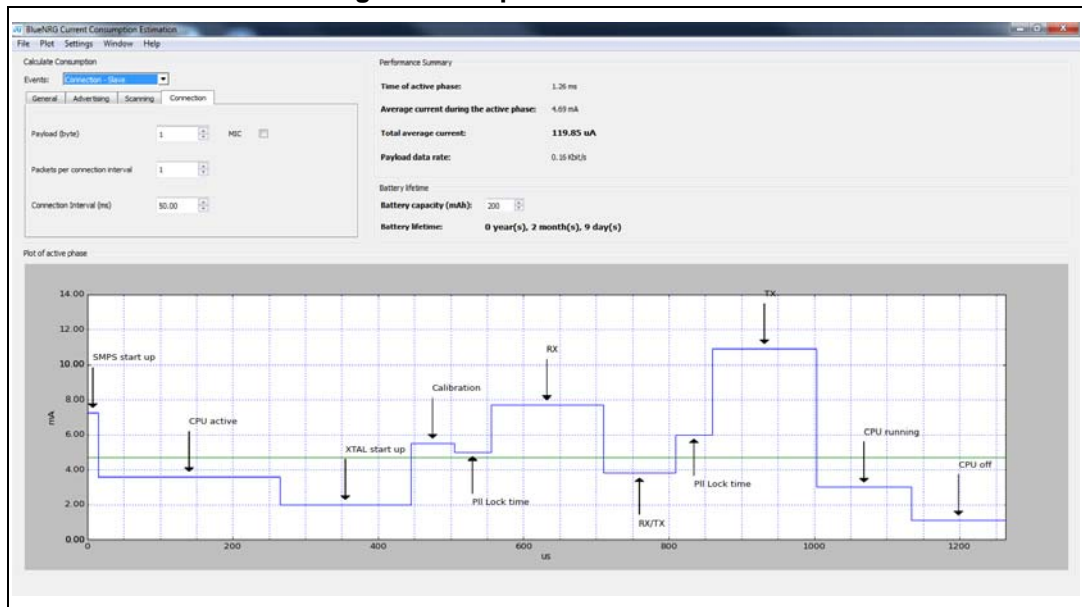 BlueNRG Current Consumption Estimation
File Plot Settings Window Help
Calculate Consumption
Events: Connection - Slave
General Advertising Scanning Connection
Payload (byte) 1 MIC
Packets per connection interval 1
Connection Interval (ms) 50.00
Performance Summary
Time of active phase: 1.26 ms
Average current during the active phase: 4.69 mA
Total average current: 119.85 uA
Payload data rate: 0.16 Kbit/s
Battery lifetime
Battery capacity (mAh): 200
Battery lifetime: 0 year(s), 2 month(s), 9 day(s)
Plot of active phase
14.00
12.00
10.00
8.00
6.00
4.00
2.00
0.00
mA
SMPS start up
CPU active
XTAL start up
Calibration
Pll Lock time
RX
RX/TX
Pll Lock time
TX
CPU running
CPU off
0 200 400 600 800 1000 1200
us